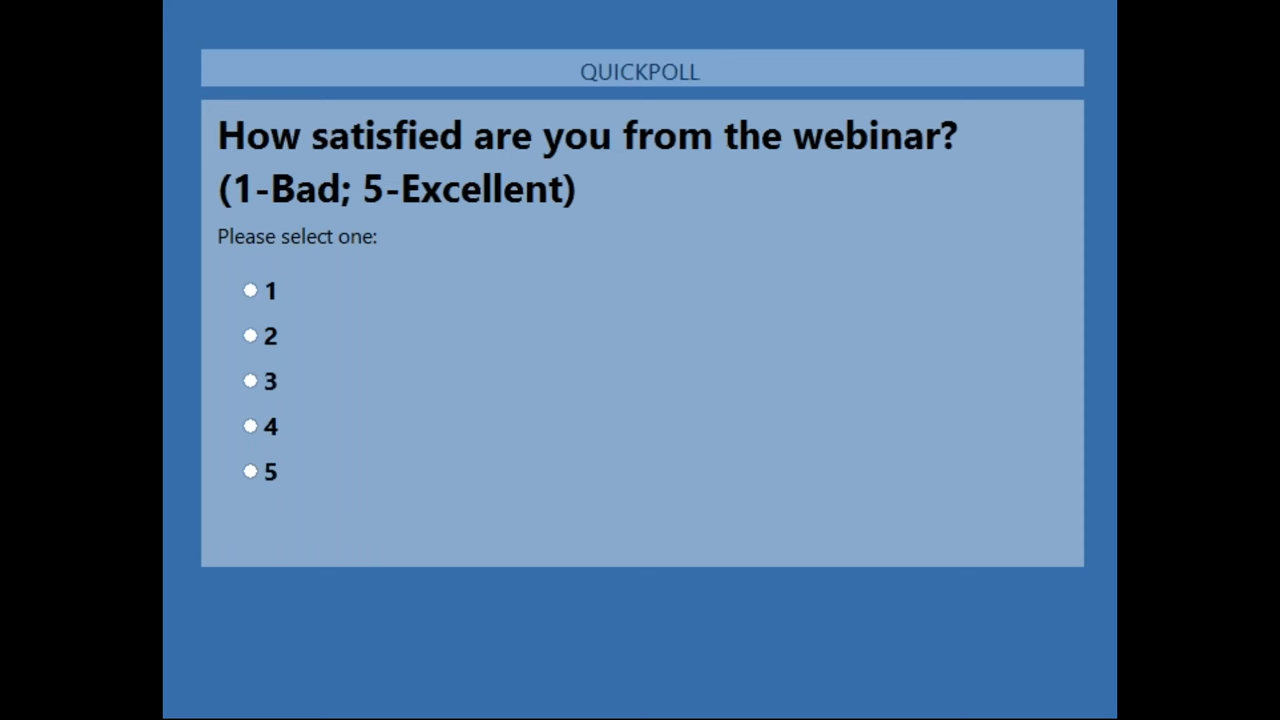 QUICKPOLL
How satisfied are you from the webinar?
(1-Bad; 5-Excellent)
Please select one:
1
2
3
4
5